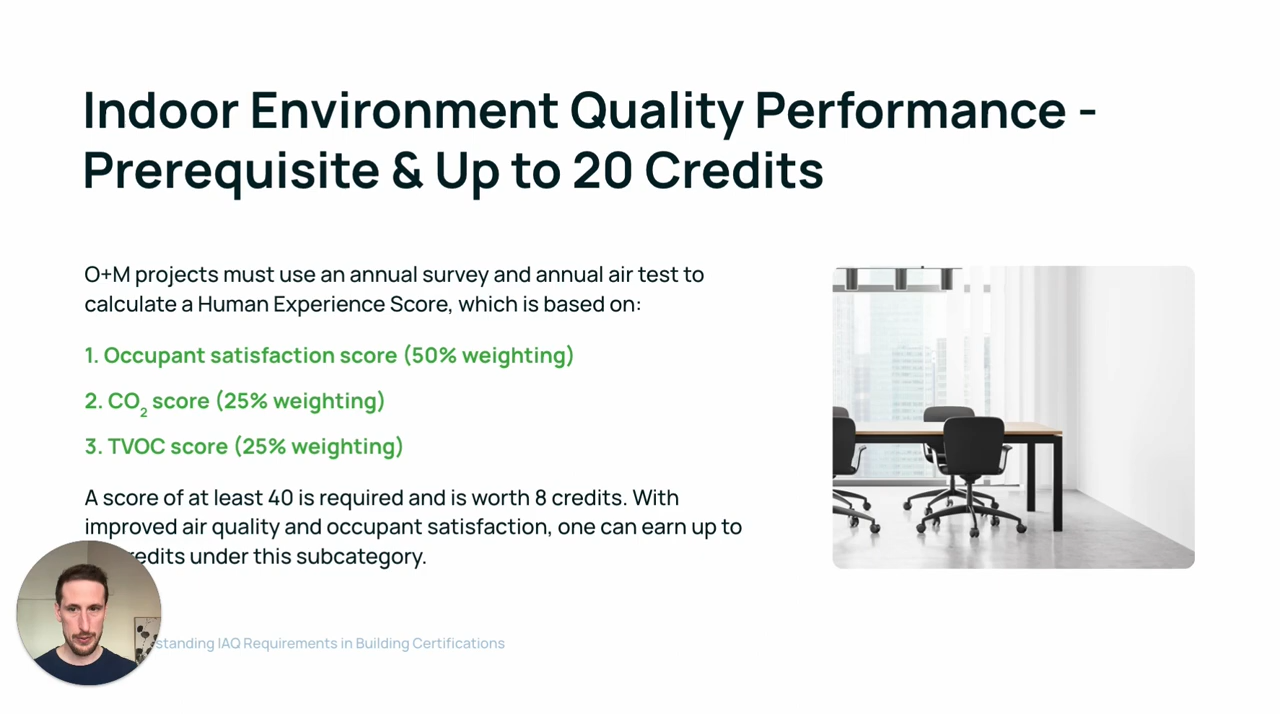 Indoor Environment Quality Performance -
Prerequisite & Up to 20 Credits
O+M projects must use an annual survey and annual air test to
calculate a Human Experience Score, which is based on:
1. Occupant satisfaction score (50% weighting)
2. CO₂ score (25% weighting)
3. TVOC score (25% weighting)
A score of at least 40 is required and is worth 8 credits. With
improved air quality and occupant satisfaction, one can earn up to
under this subcategory.
IAQ Requirements in Building Certifications